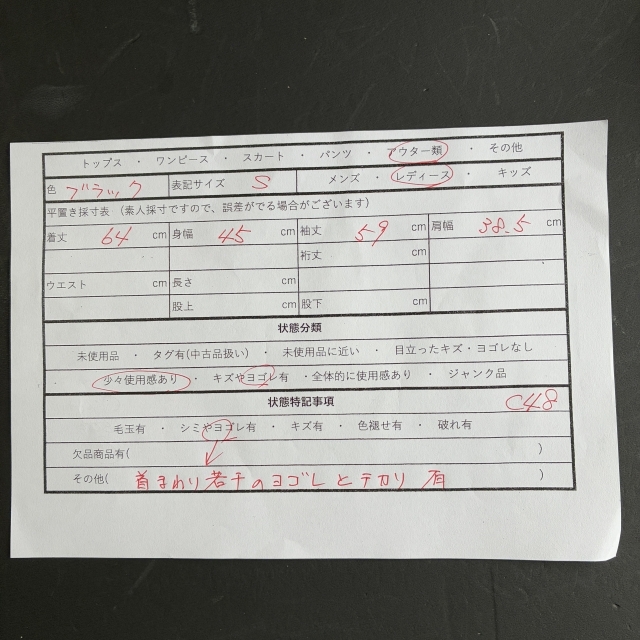 トップス ・ ワンピース ・ スカート ・ パンツ ・ アウター類 ・ その他
色 ブラック 表記サイズ S メンズ ・ レディース ・ キッズ
平置き採寸表 (素人採寸ですので、誤差がでる場合がございます)
着丈 64 cm 身幅 45 cm 袖丈 59 cm 肩幅 38.5 cm
裄丈 cm
ウエスト cm 長さ cm
股上 cm 股下 cm
状態分類
未使用品 ・ タグ有(中古品扱い) ・ 未使用品に近い ・ 目立ったキズ・ヨゴレなし
少々使用感あり ・ キズやヨゴレ有 ・全体的に使用感あり ・ ジャンク品
状態特記事項 C48
毛玉有 ・ シミやヨゴレ有 ・ キズ有 ・ 色褪せ有 ・ 破れ有
欠品商品有( )
その他( 首まわり若干のヨゴレとテカリ 有 )